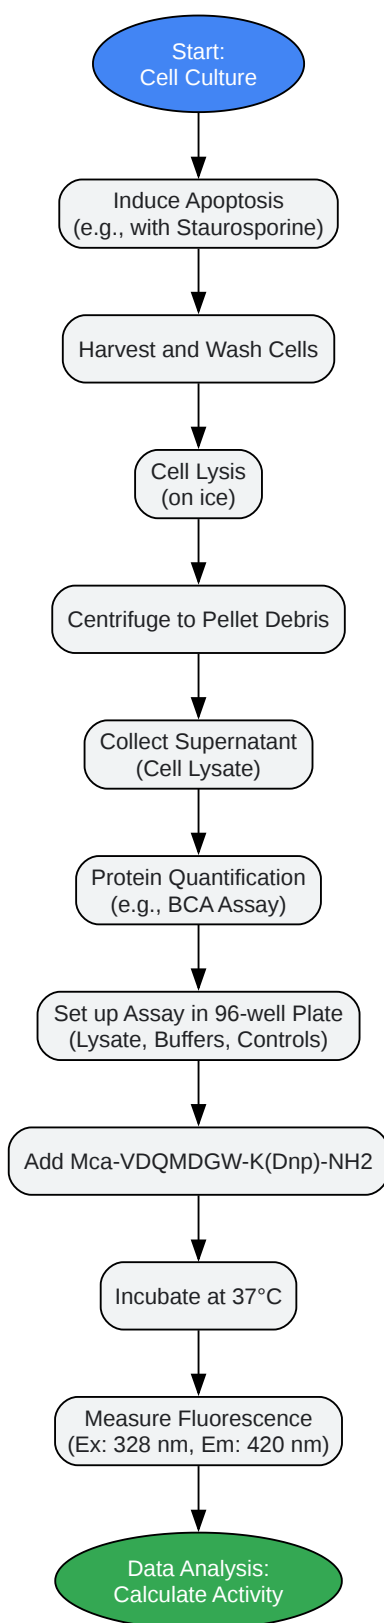 Start:
Cell Culture
Induce Apoptosis
(e.g., with Staurosporine)
Harvest and Wash Cells
Cell Lysis
(on ice)
Centrifuge to Pellet Debris
Collect Supernatant
(Cell Lysate)
Protein Quantification
(e.g., BCA Assay)
Set up Assay in 96-well Plate
(Lysate, Buffers, Controls)
Add Mca-VDQMDGW-K(Dnp)-NH2
Incubate at 37°C
Measure Fluorescence
(Ex: 328 nm, Em: 420 nm)
Data Analysis:
Calculate Activity